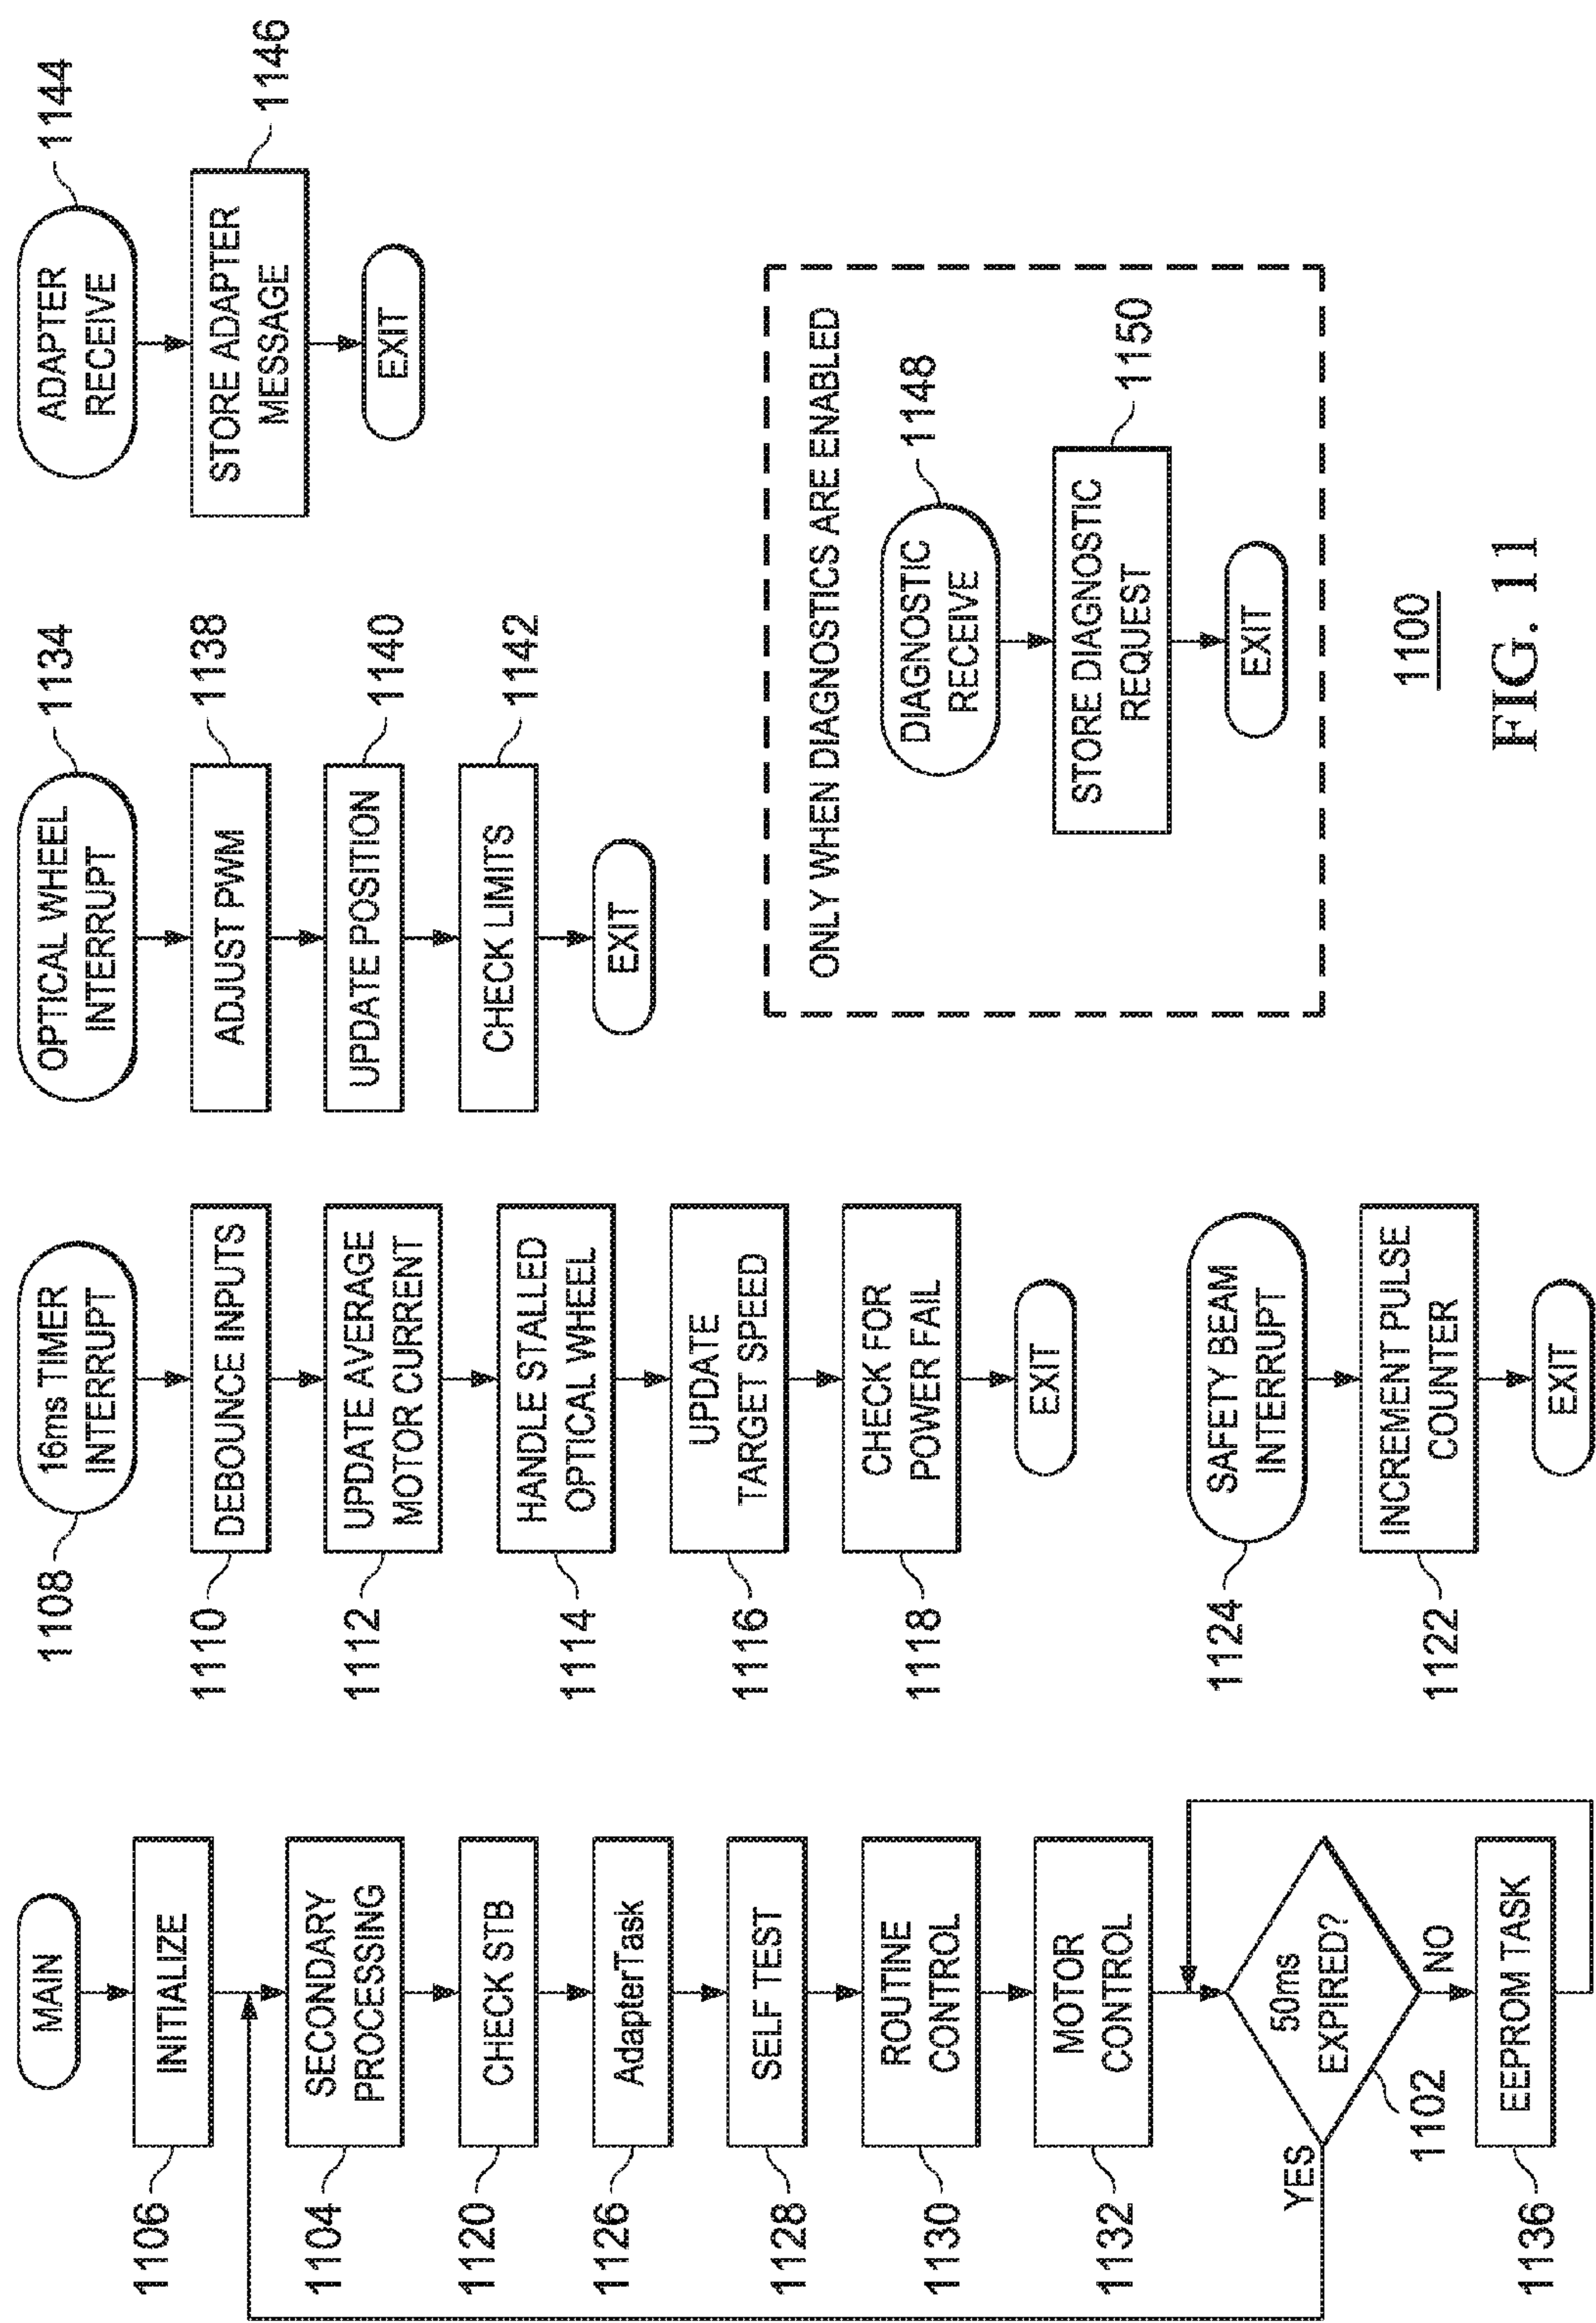 MAIN
1106
INITIALIZE
1104
SECONDARY
PROCESSING
1120
CHECK STB
1126
AdapterTask
1128
SELF TEST
1130
ROUTINE
CONTROL
1132
MOTOR
CONTROL
50ms
EXPIRED?
YES
1102
NO
1136
EEPROM TASK
1108
16ms TIMER
INTERRUPT
1110
DEBOUNCE INPUTS
1112
UPDATE AVERAGE
MOTOR CURRENT
1114
HANDLE STALLED
OPTICAL WHEEL
1116
UPDATE
TARGET SPEED
1118
CHECK FOR
POWER FAIL
EXIT
1124
SAFETY BEAM
INTERRUPT
1122
INCREMENT PULSE
COUNTER
EXIT
OPTICAL WHEEL
INTERRUPT
1134
ADJUST PWM
1138
UPDATE POSITION
1140
CHECK LIMITS
1142
EXIT
ADAPTER
RECEIVE
1144
STORE ADAPTER
MESSAGE
1146
EXIT
ONLY WHEN DIAGNOSTICS ARE ENABLED
DIAGNOSTIC
RECEIVE
1148
STORE DIAGNOSTIC
REQUEST
1150
EXIT
1100
FIG. 11